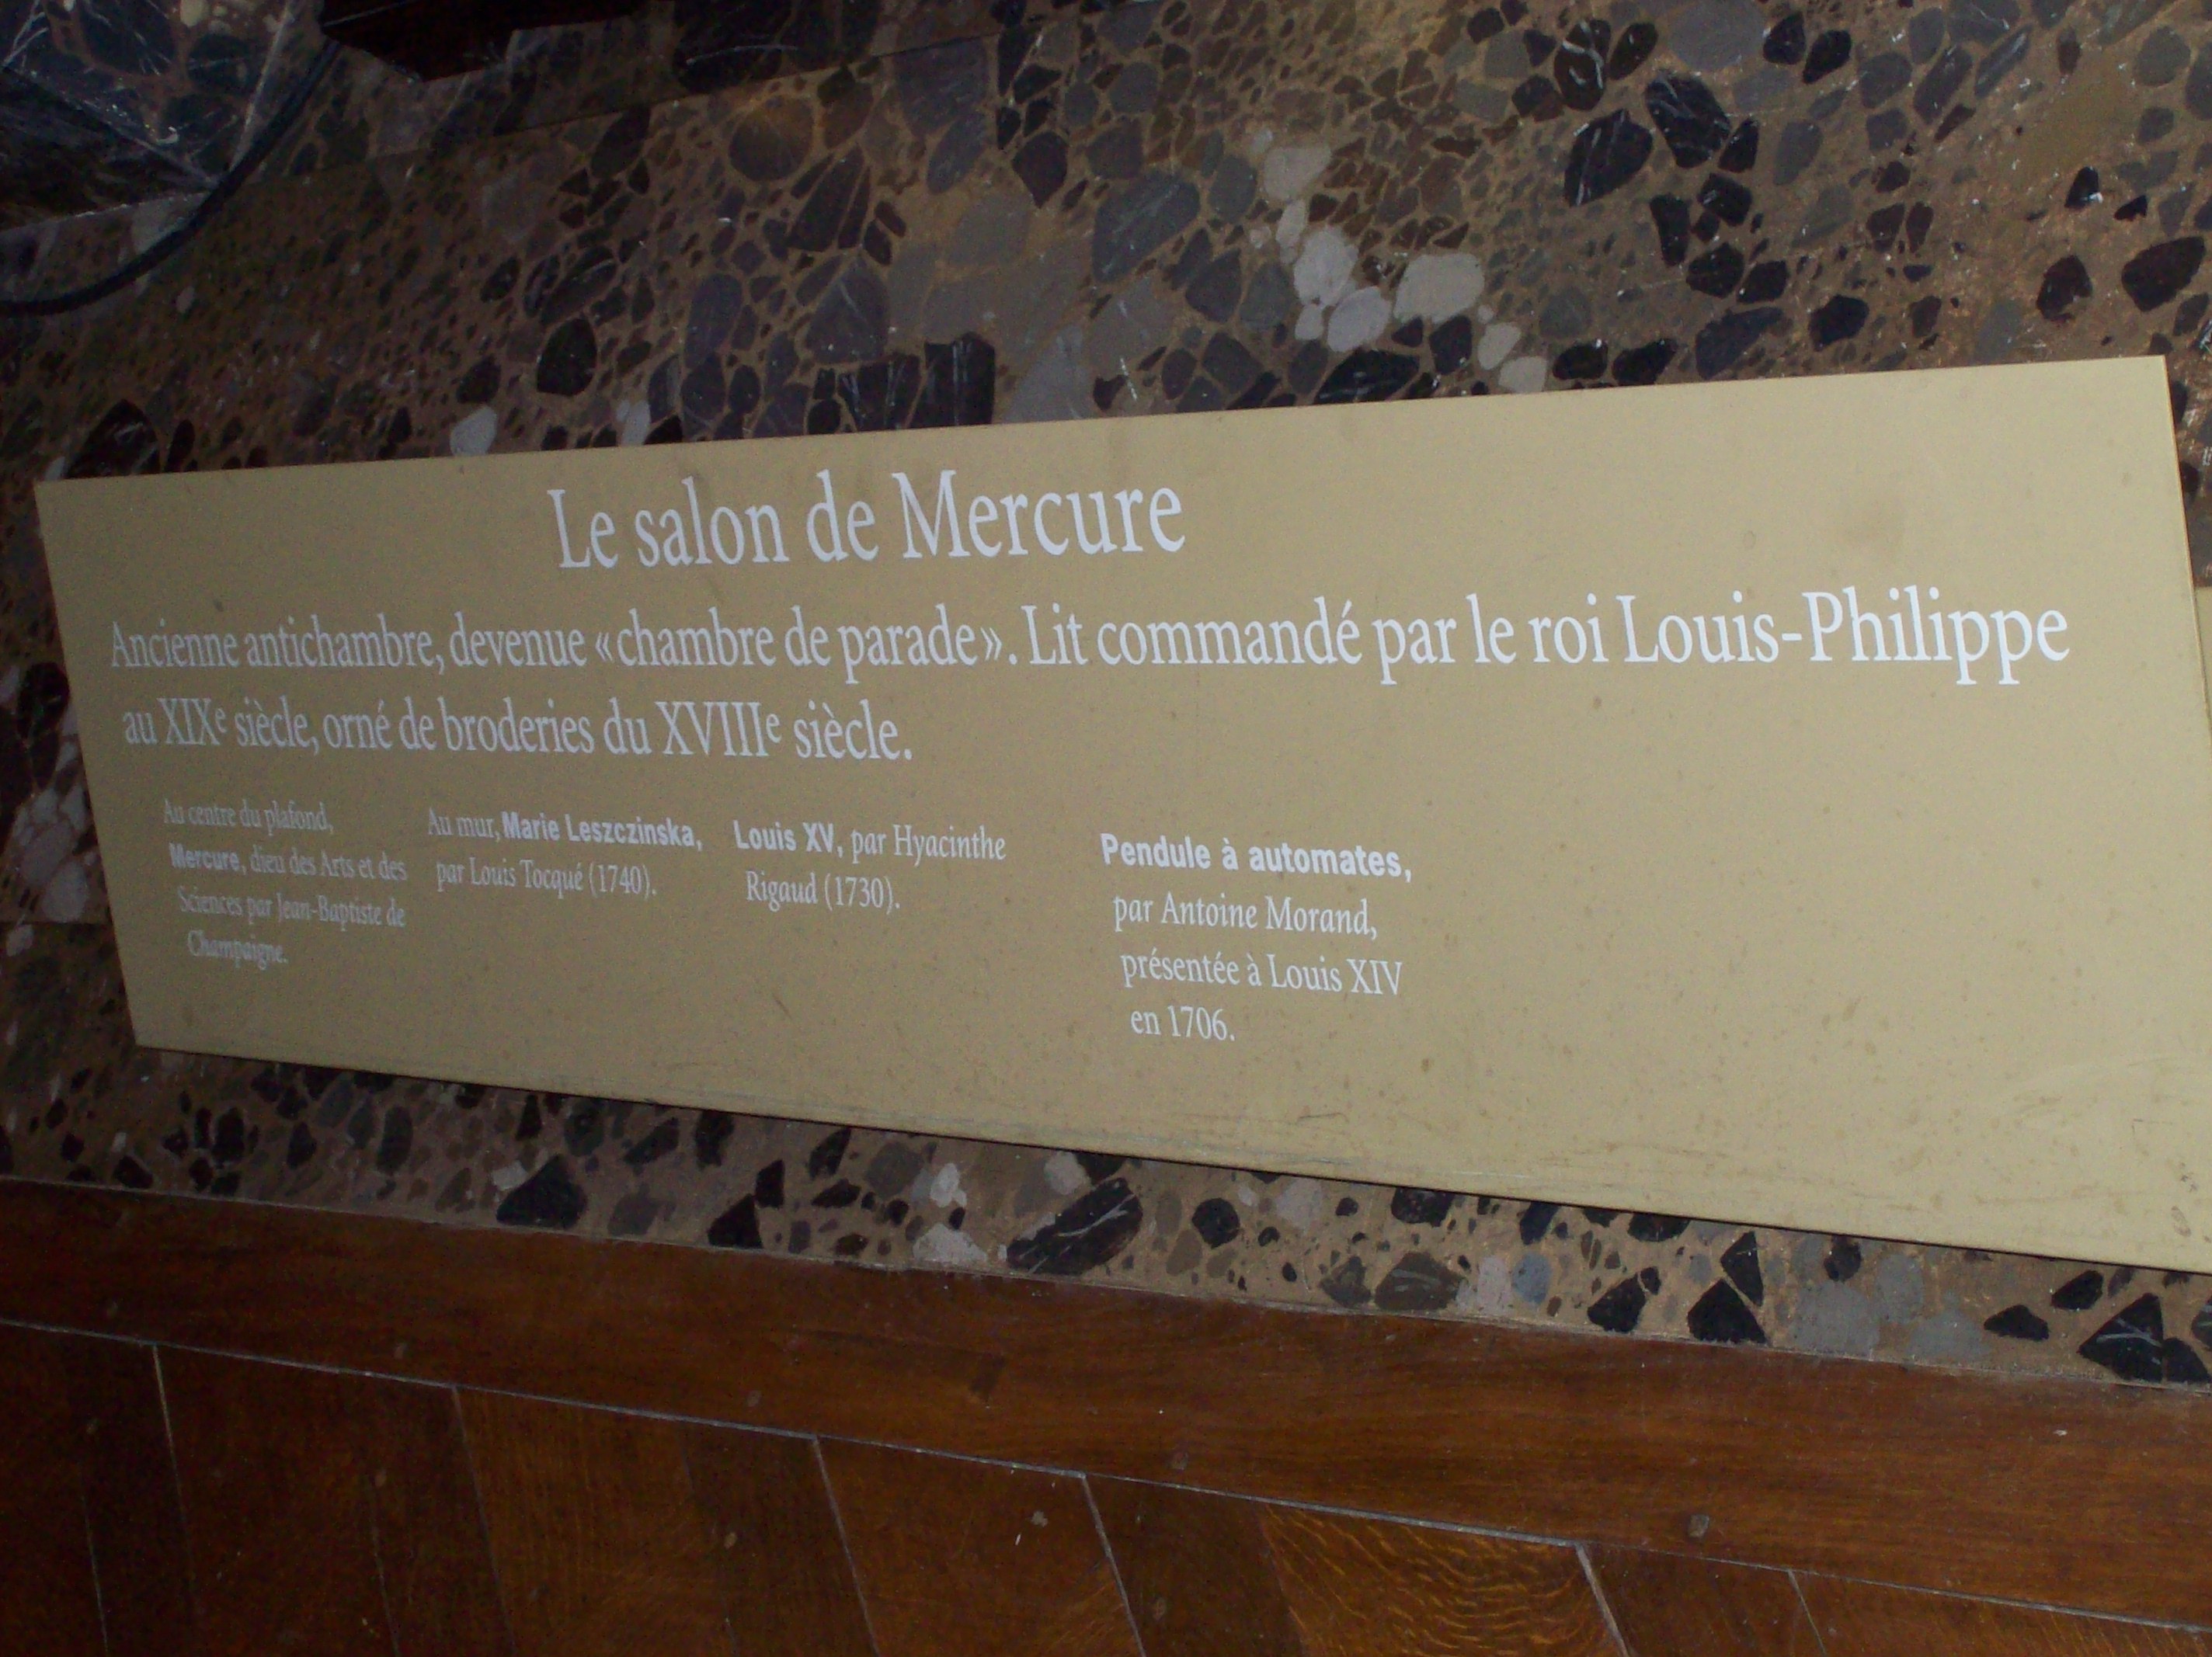 Le salon de Mercure
Ancienne antichambre, devenue « chambre de parade ». Lit commandé par le roi Louis-Philippe
au XIXe siècle, orné de broderies du XVIIIe siècle.
Au centre du plafond,
Mercure, dieu des Arts et des
Sciences par Jean-Baptiste de
Champaigne.
Au mur, Marie Leszczinska,
par Louis Tocqué (1740).
Louis XV, par Hyacinthe
Rigaud (1730).
Pendule à automates,
par Antoine Morand,
présentée à Louis XIV
en 1706.